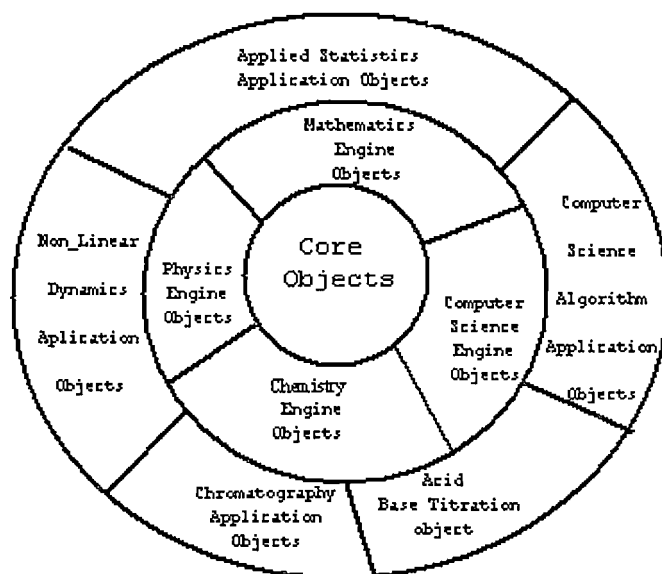 Applied Statistics
Application Objects
Mathematics
Engine
Objects
Core
Objects
Physics
Engine
Objects
Computer
Science
Engine
Objects
Chemistry
Engine
Objects
Non_Linear
Dynamics
Aplication
Objects
Computer
Science
Algorithm
Application
Objects
Chromatography
Application
Objects
Acid
Base Titration
object